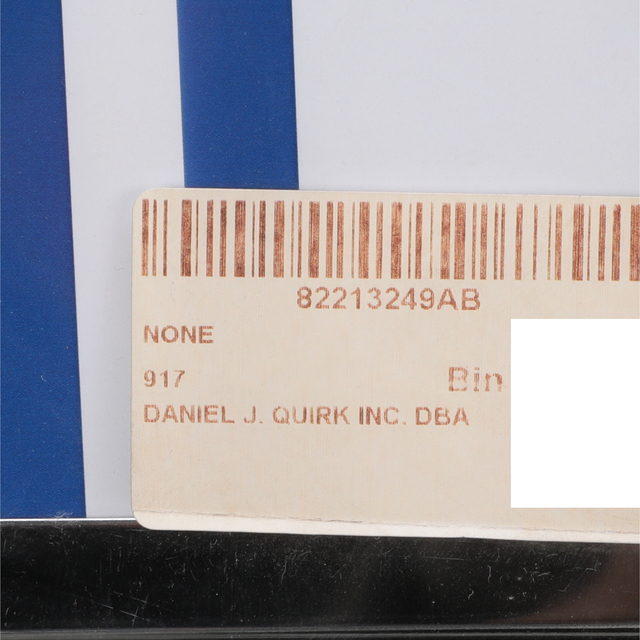 82213249AB
NONE
917
Bin
DANIEL J. QUIRK INC. DBA